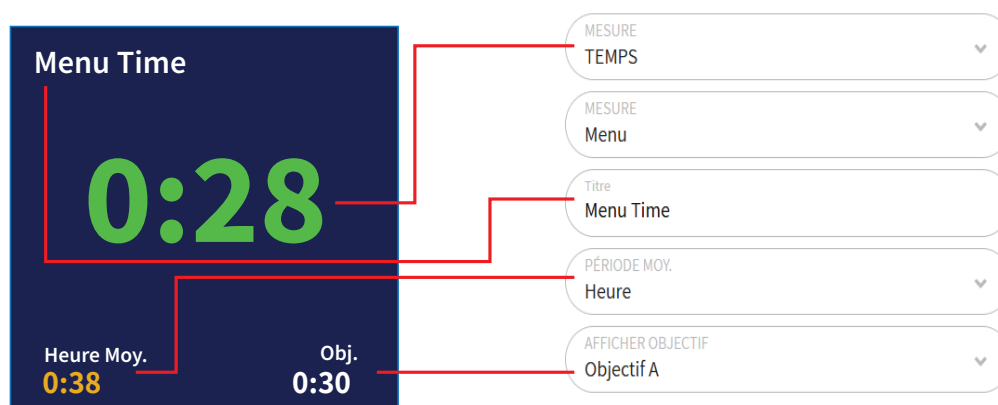 Menu Time
0:28
Heure Moy.
0:38
Obj.
0:30
MESURE
TEMPS
MESURE
Menu
Titre
Menu Time
PÉRIODE MOY.
Heure
AFFICHER OBJECTIF
Objectif A